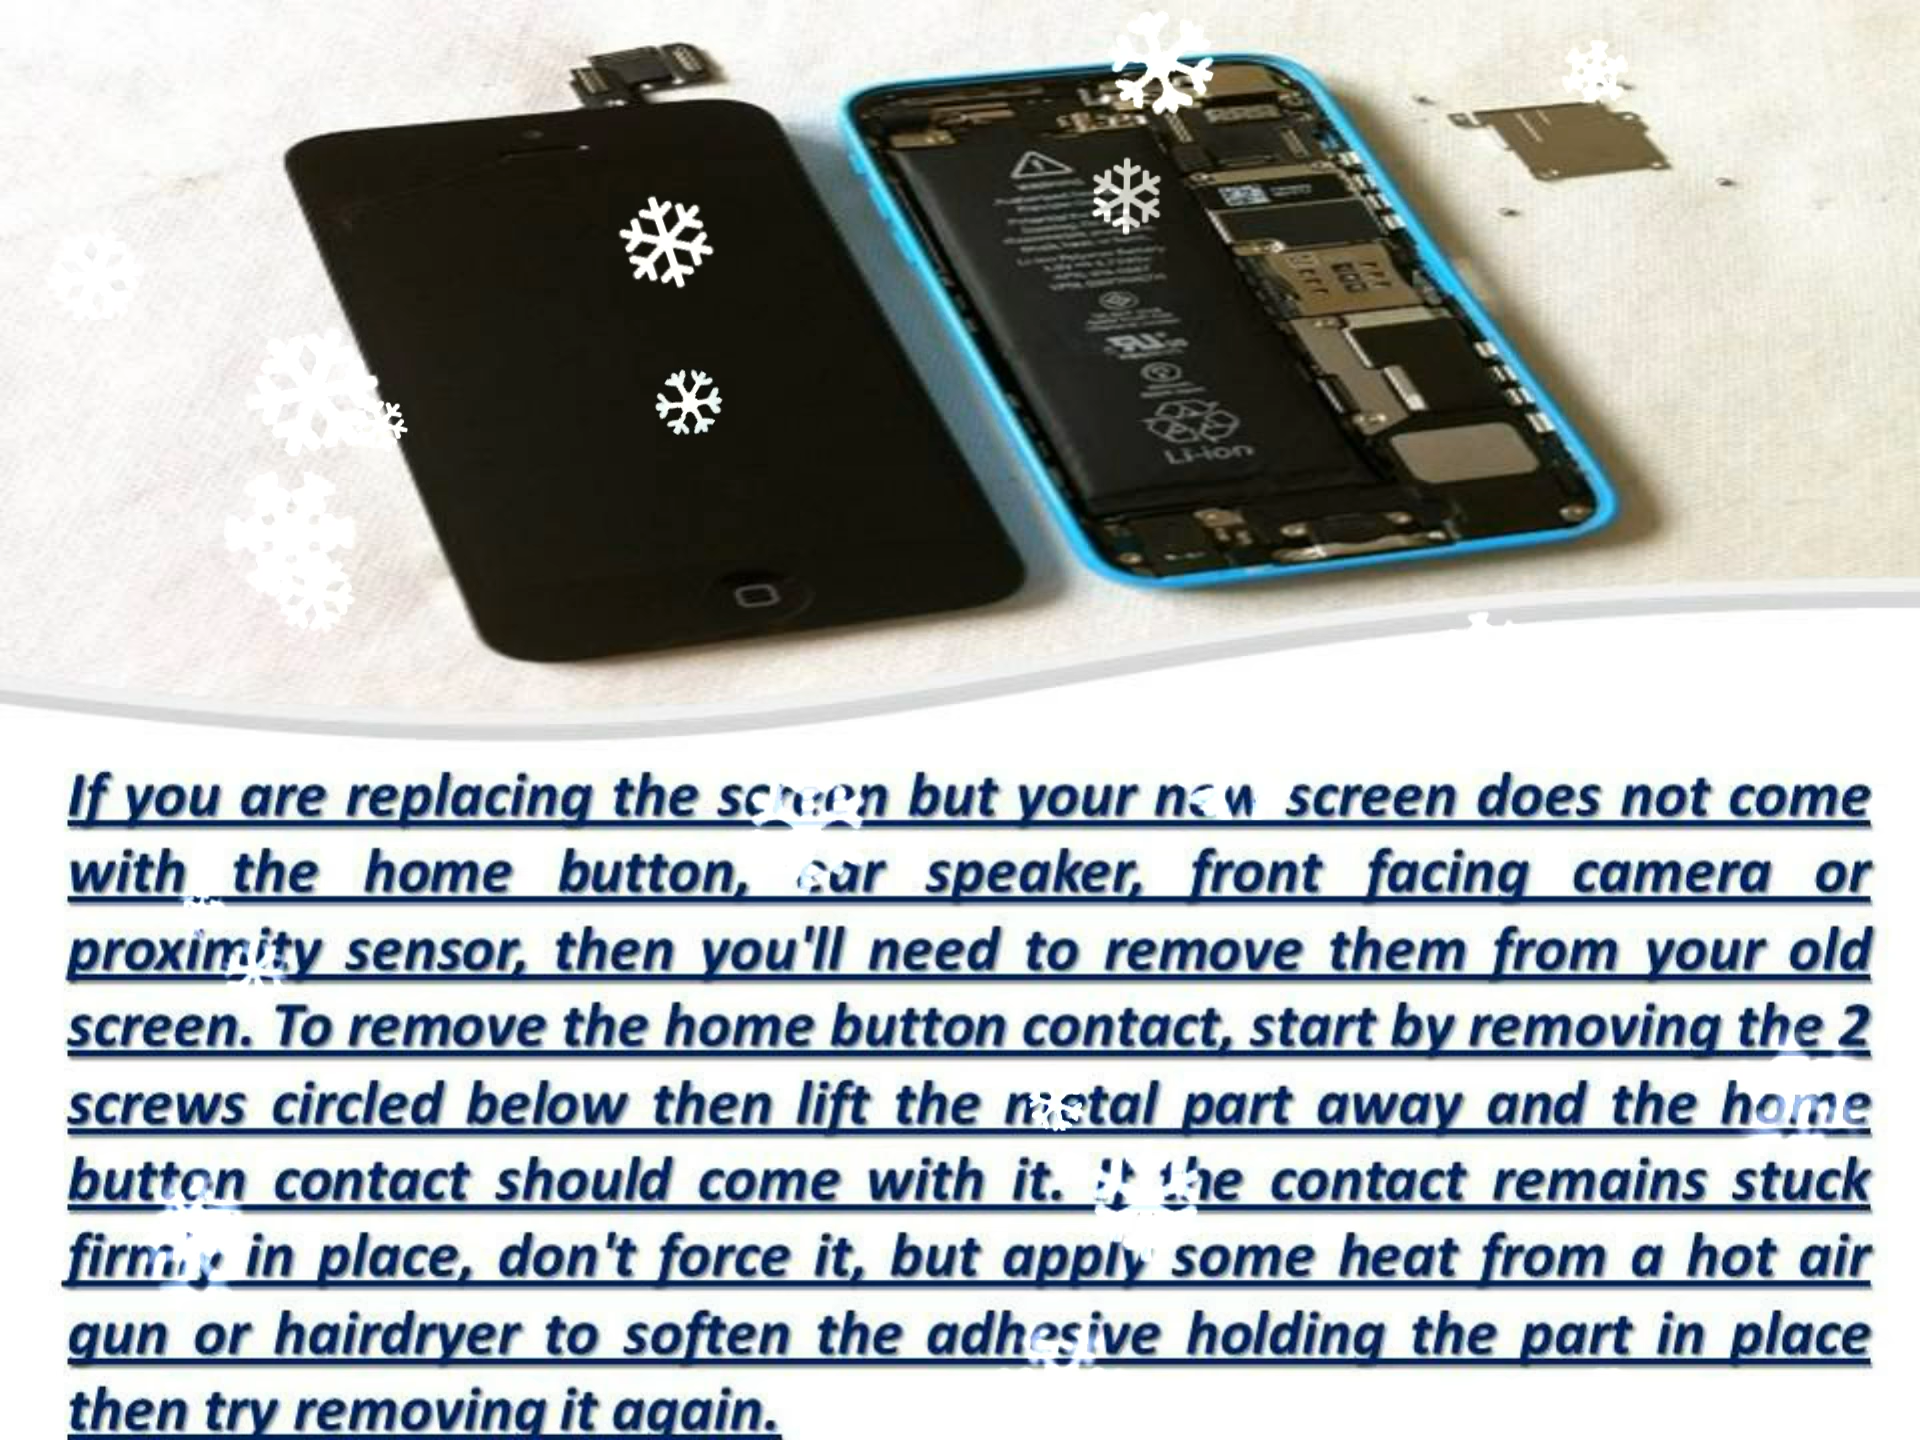 Li-ion
If you are replacing the screen but your new screen does not come
with the home button, ear speaker, front facing camera or
proximity sensor, then you'll need to remove them from your old
screen. To remove the home button contact, start by removing the 2
screws circled below then lift the metal part away and the home
button contact should come with it. If the contact remains stuck
firmly in place, don't force it, but apply some heat from a hot air
gun or hairdryer to soften the adhesive holding the part in place
then try removing it again.